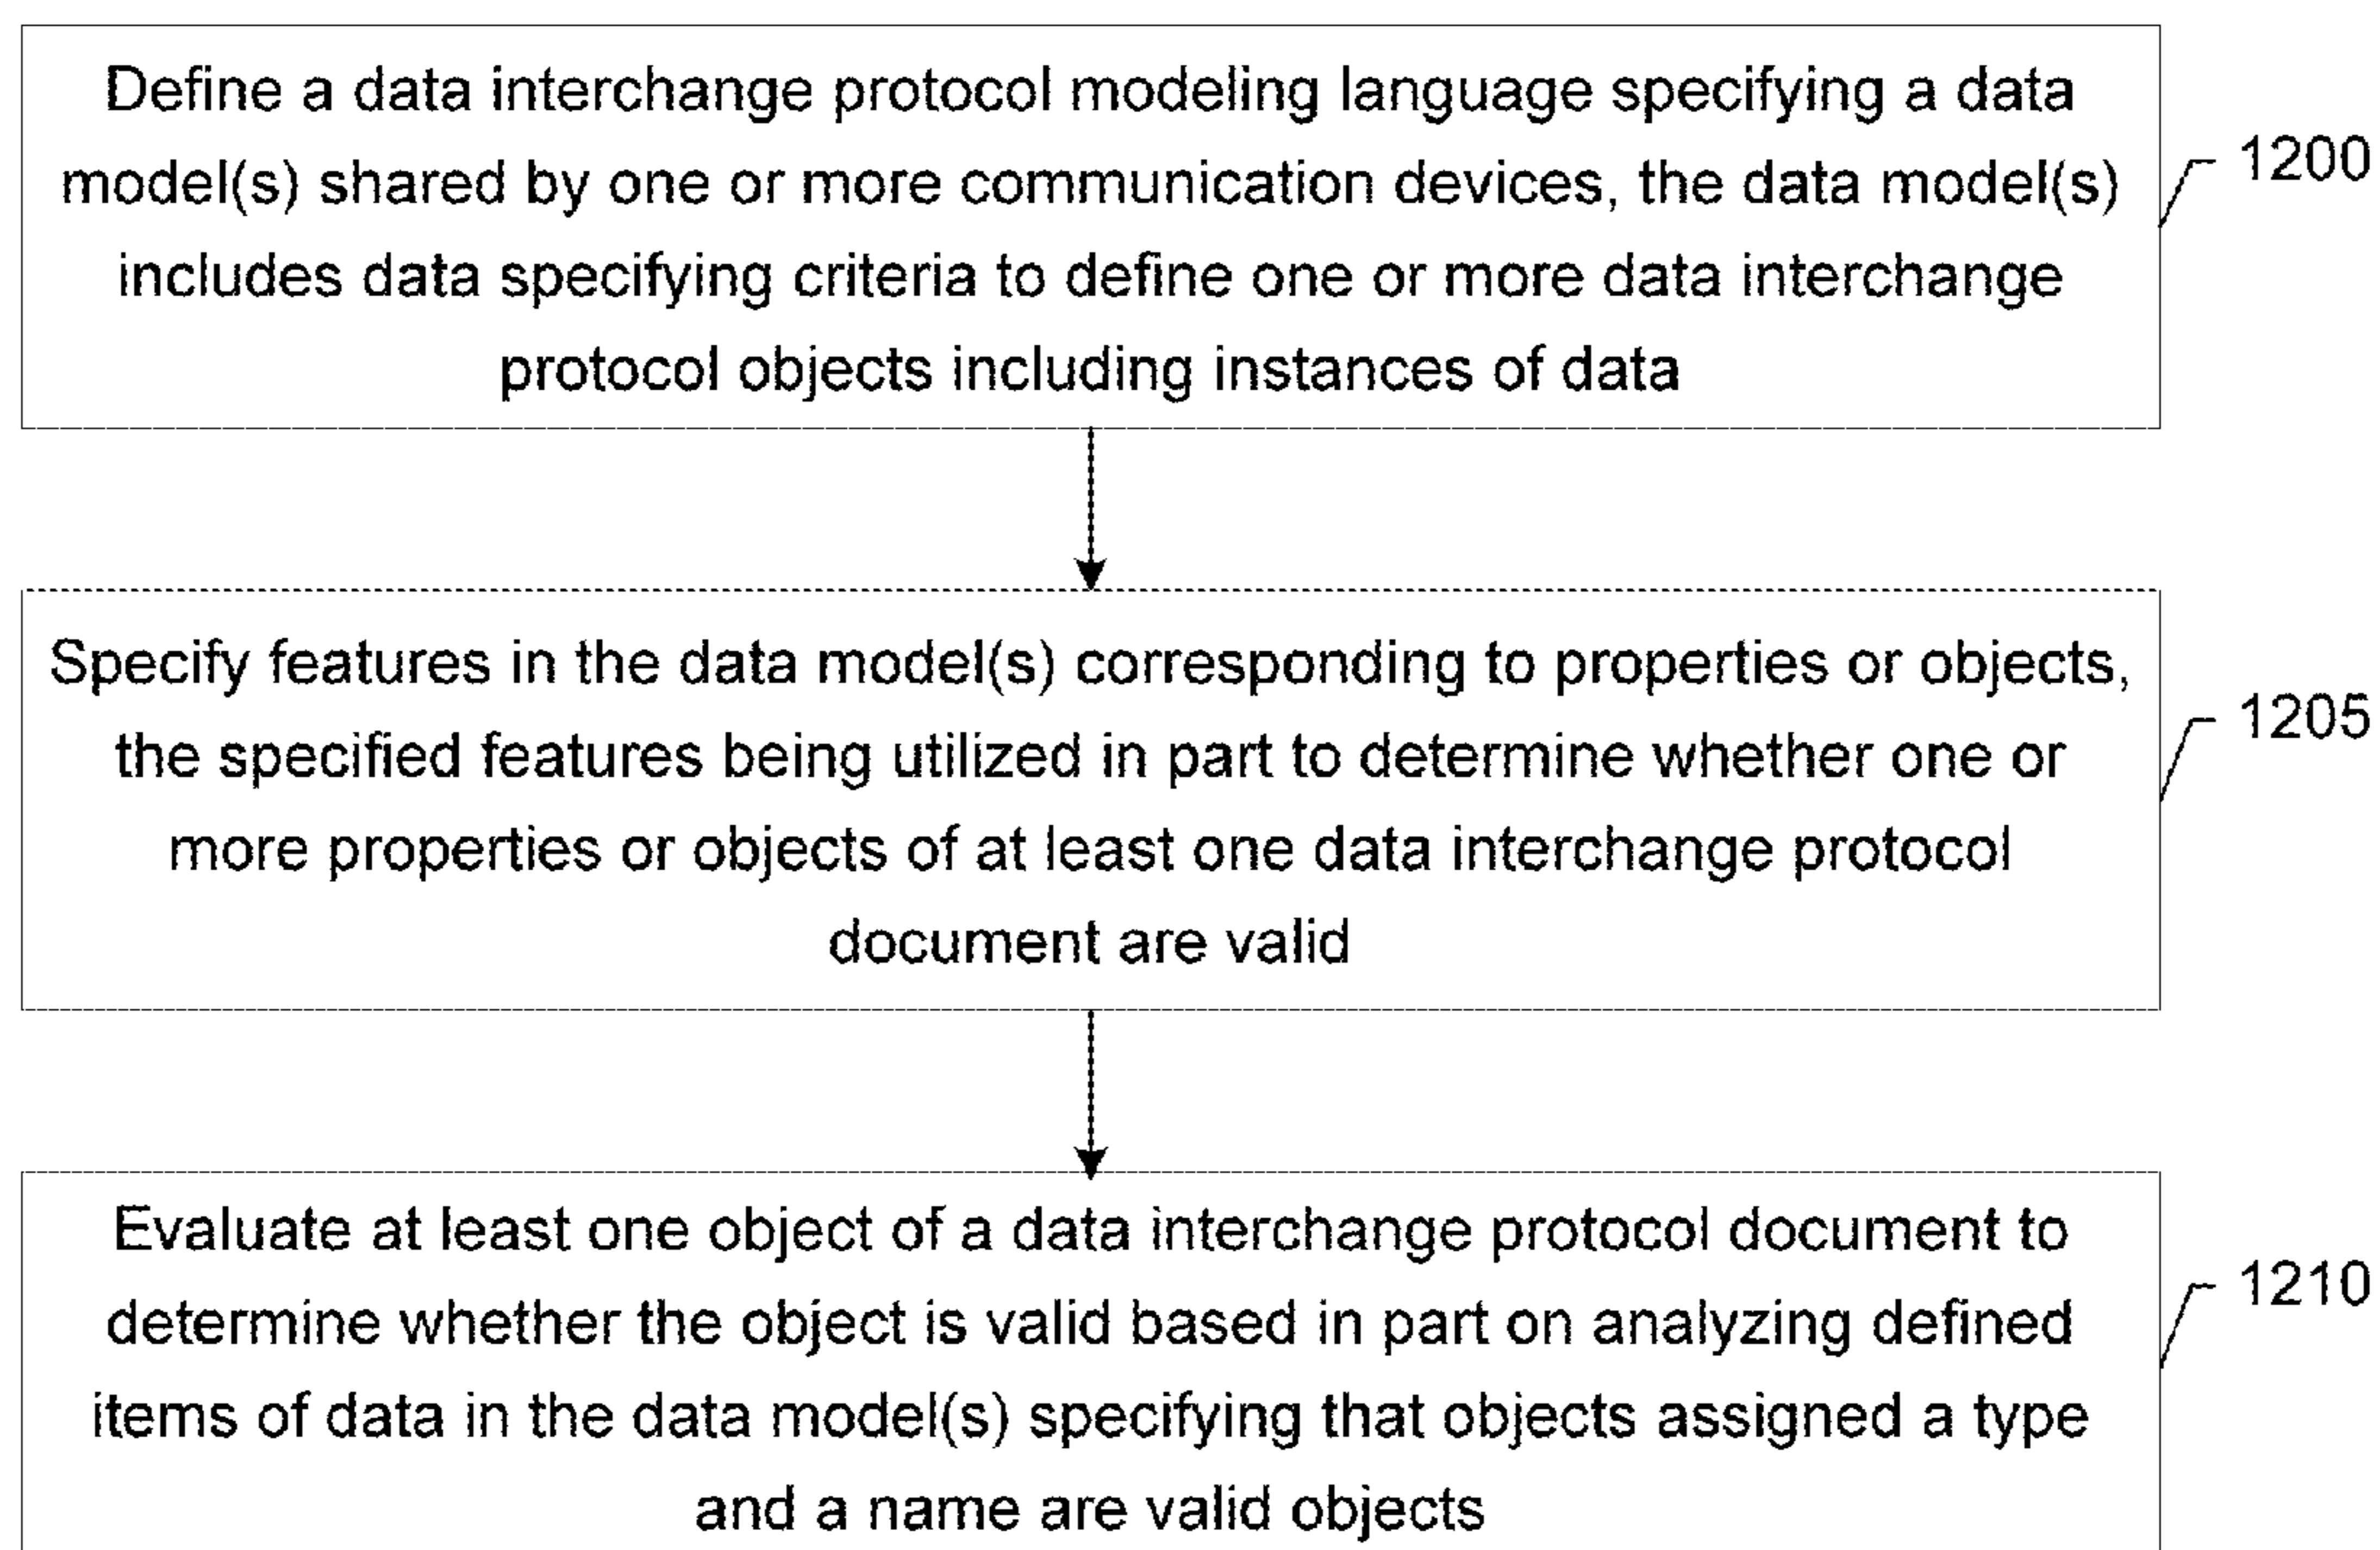 Define a data interchange protocol modeling language specifying a data
model(s) shared by one or more communication devices, the data model(s)
includes data specifying criteria to define one or more data interchange
protocol objects including instances of data
1200
Specify features in the data model(s) corresponding to properties or objects,
the specified features being utilized in part to determine whether one or
more properties or objects of at least one data interchange protocol
document are valid
1205
Evaluate at least one object of a data interchange protocol document to
determine whether the object is valid based in part on analyzing defined
items of data in the data model(s) specifying that objects assigned a type
and a name are valid objects
1210